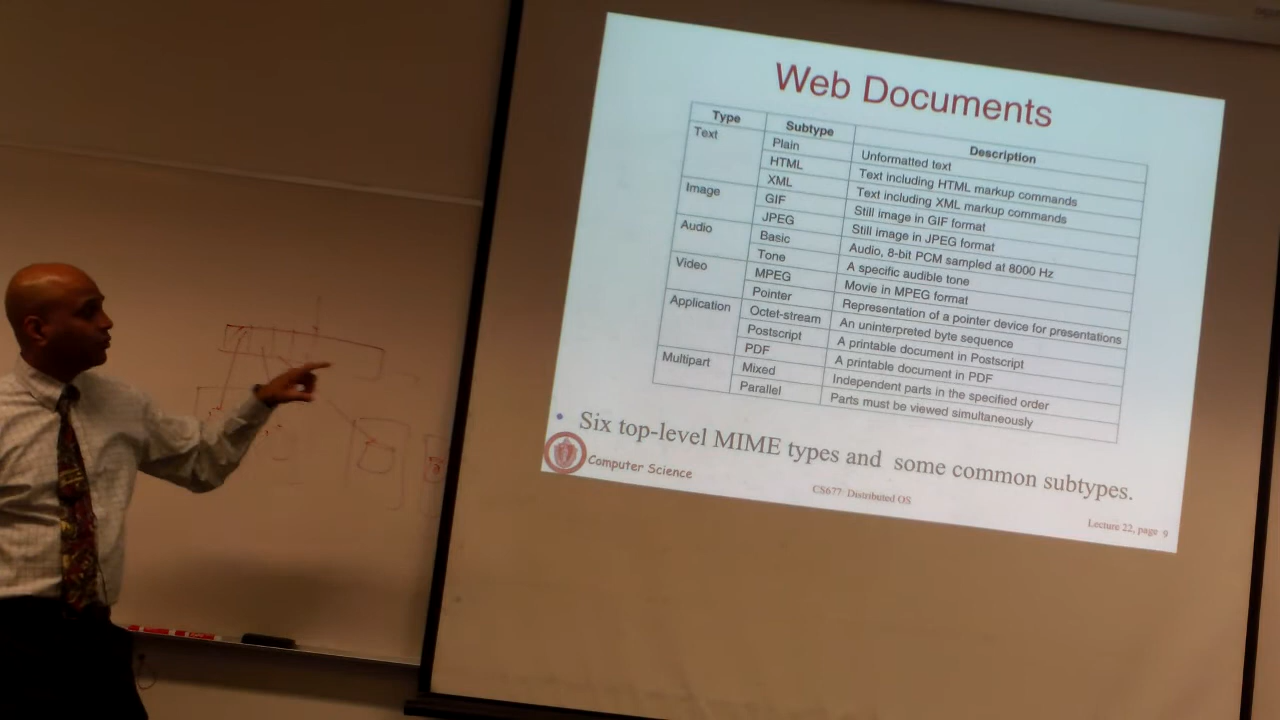 Web Documents
Type Subtype Description
Text Plain Unformatted text
HTML Text including HTML markup commands
XML Text including XML markup commands
Image GIF Still image in GIF format
JPEG Still image in JPEG format
Audio Basic Audio, 8-bit PCM sampled at 8000 Hz
Tone A specific audible tone
Video MPEG Movie in MPEG format
Pointer Representation of a pointer device for presentations
Application Octet-stream An uninterpreted byte sequence
Postscript A printable document in Postscript
PDF A printable document in PDF
Multipart Mixed Independent parts in the specified order
Parallel Parts must be viewed simultaneously
• Six top-level MIME types and some common subtypes.
Computer Science
CS677: Distributed OS
Lecture 22, page 9